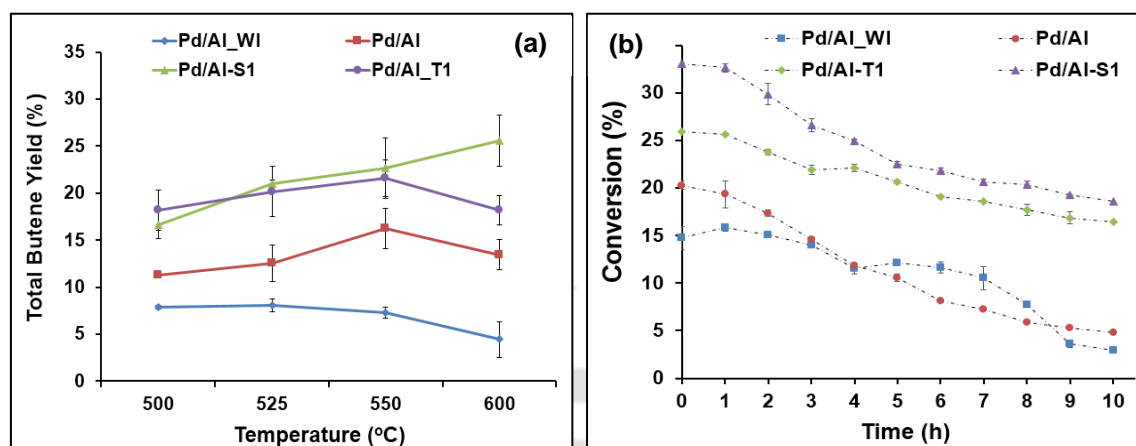 (a)
Pd/Al_WI
Pd/Al
Pd/Al-S1
Pd/Al_T1
Total Butene Yield (%)
35
30
25
20
15
10
5
0
500
525
550
600
Temperature (°C)
(b)
Pd/Al_WI
Pd/Al
Pd/Al-T1
Pd/Al-S1
Conversion (%)
35
30
25
20
15
10
5
0
0 1 2 3 4 5 6 7 8 9 10
Time (h)